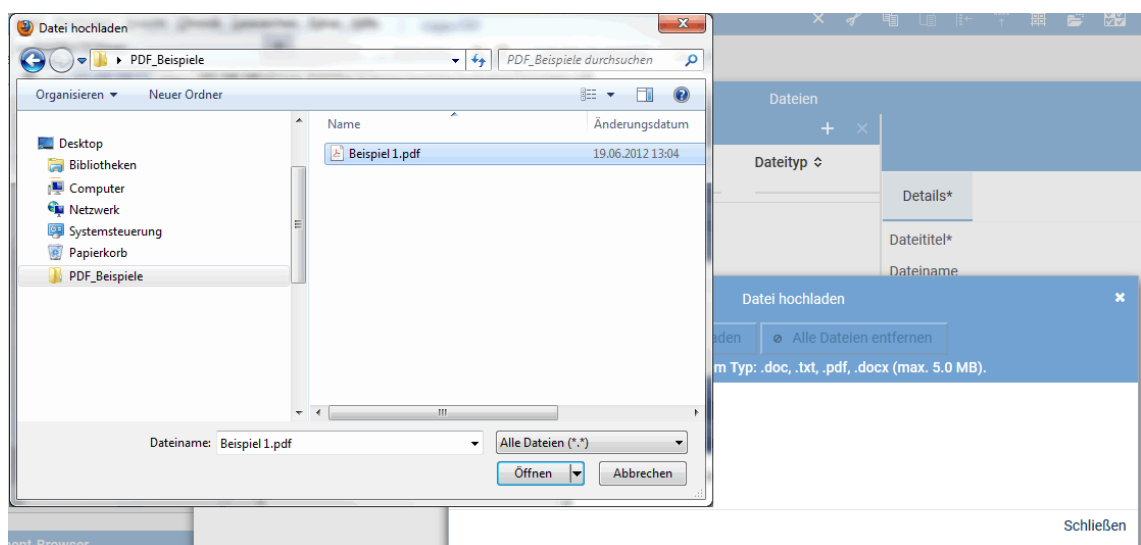 Datei hochladen
PDF_Beispiele
PDF_Beispiele durchsuchen
Organisieren
Neuer Ordner
Name
Änderungsdatum
Desktop
Bibliotheken
Computer
Netzwerk
Systemsteuerung
Papierkorb
PDF_Beispiele
Beispiel 1.pdf
19.06.2012 13:04
Dateiname:
Beispiel 1.pdf
Alle Dateien (*.*)
Öffnen
Abbrechen
Dateien
Dateityp
Details*
Dateititel*
Dateiname
Datei hochladen
Alle Dateien entfernen
Typ: .doc, .txt, .pdf, .docx (max. 5.0 MB).
Schließen
Browser